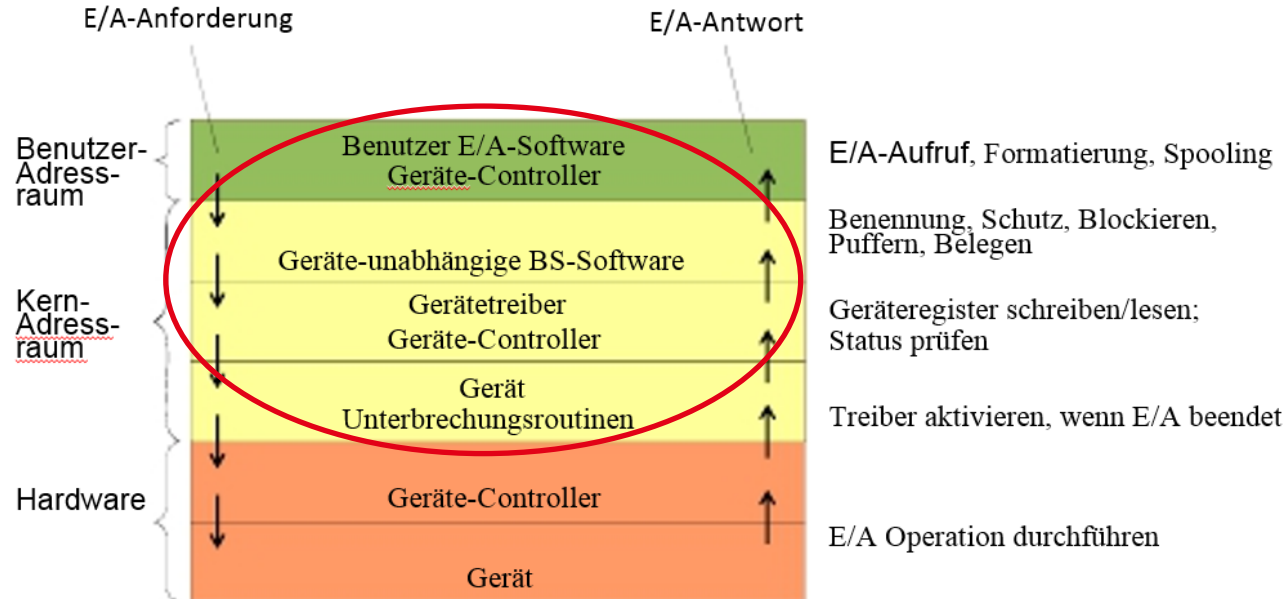 E/A-Anforderung
E/A-Antwort
Benutzer-
Adress-
raum
Benutzer E/A-Software
Geräte-Controller
E/A-Aufruf, Formatierung, Spooling
Benennung, Schutz, Blockieren,
Puffern, Belegen
Geräte-unabhängige BS-Software
Kern-
Adress-
raum
Gerätetreiber
Geräte-Controller
Geräteregister schreiben/lesen;
Status prüfen
Gerät
Unterbrechungsroutinen
Treiber aktivieren, wenn E/A beendet
Hardware
Geräte-Controller
E/A Operation durchführen
Gerät